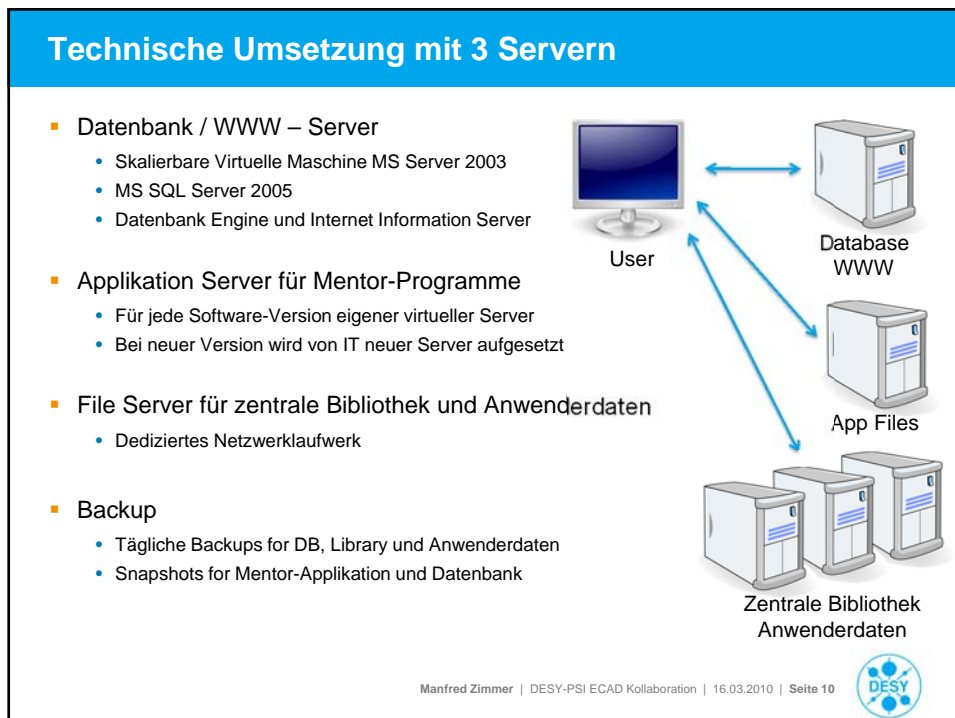 Technische Umsetzung mit 3 Servern
Datenbank / WWW – Server
Skalierbare Virtuelle Maschine MS Server 2003
MS SQL Server 2005
Datenbank Engine und Internet Information Server
Applikation Server für Mentor-Programme
Für jede Software-Version eigener virtueller Server
Bei neuer Version wird von IT neuer Server aufgesetzt
File Server für zentrale Bibliothek und Anwenderdaten
Dediziertes Netzwerklaufwerk
Backup
Tägliche Backups for DB, Library und Anwenderdaten
Snapshots for Mentor-Applikation und Datenbank
User
Database
WWW
App Files
Zentrale Bibliothek
Anwenderdaten
Manfred Zimmer | DESY-PSI ECAD Kollaboration | 16.03.2010 | Seite 10
DESY